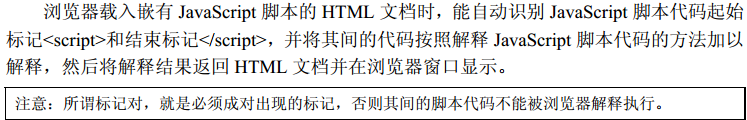 浏览器载入嵌有 JavaScript 脚本的 HTML 文档时，能自动识别 JavaScript 脚本代码起始
标记<script>和结束标记</script>，并将其间的代码按照解释 JavaScript 脚本代码的方法加以
解释，然后将解释结果返回 HTML 文档并在浏览器窗口显示。
注意：所谓标记对，就是必须成对出现的标记，否则其间的脚本代码不能被浏览器解释执行。